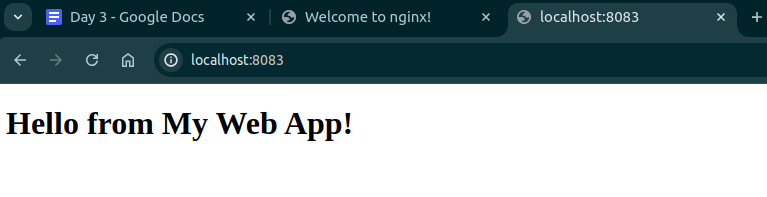 Day 3 - Google Docs
Welcome to nginx!
localhost:8083
localhost:8083
Hello from My Web App!